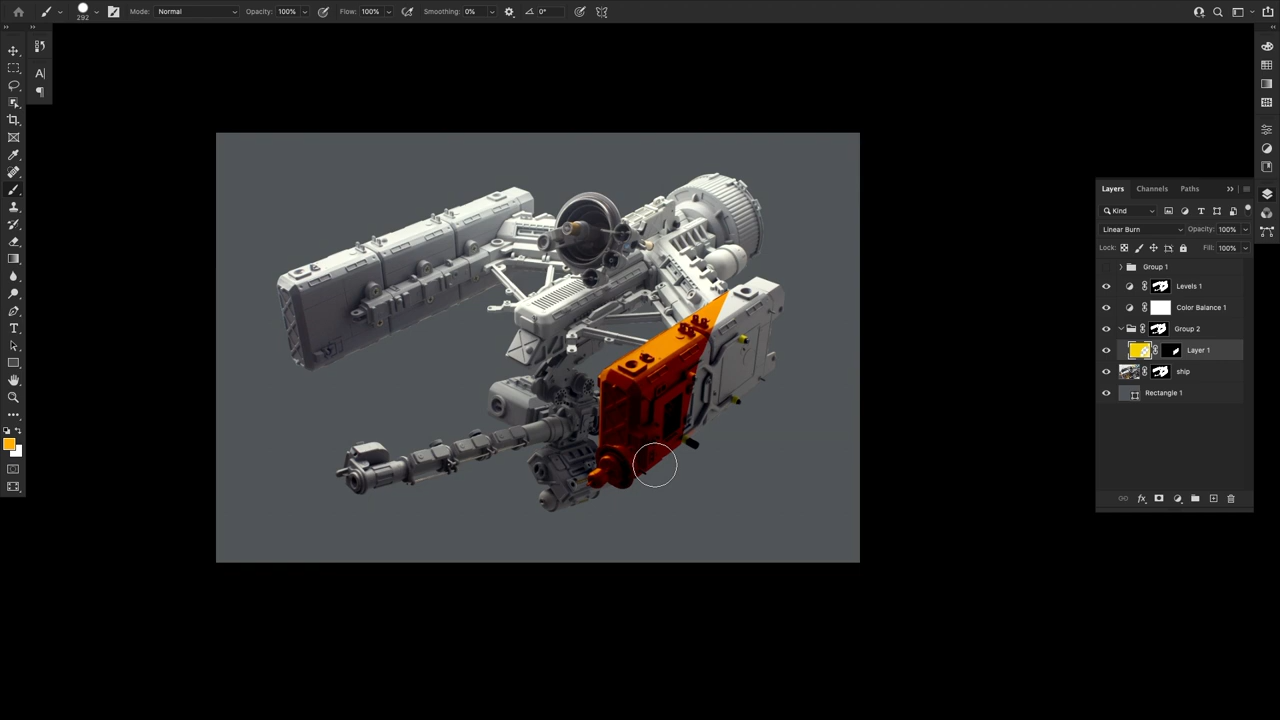 Mode: Normal Opacity: 100% Flow: 100% Smoothing: 0% 0°
292
Layers Channels Paths
Kind
Linear Burn Opacity: 100%
Lock: Fill: 100%
Group 1
Levels 1
Color Balance 1
Group 2
Layer 1
ship
Rectangle 1